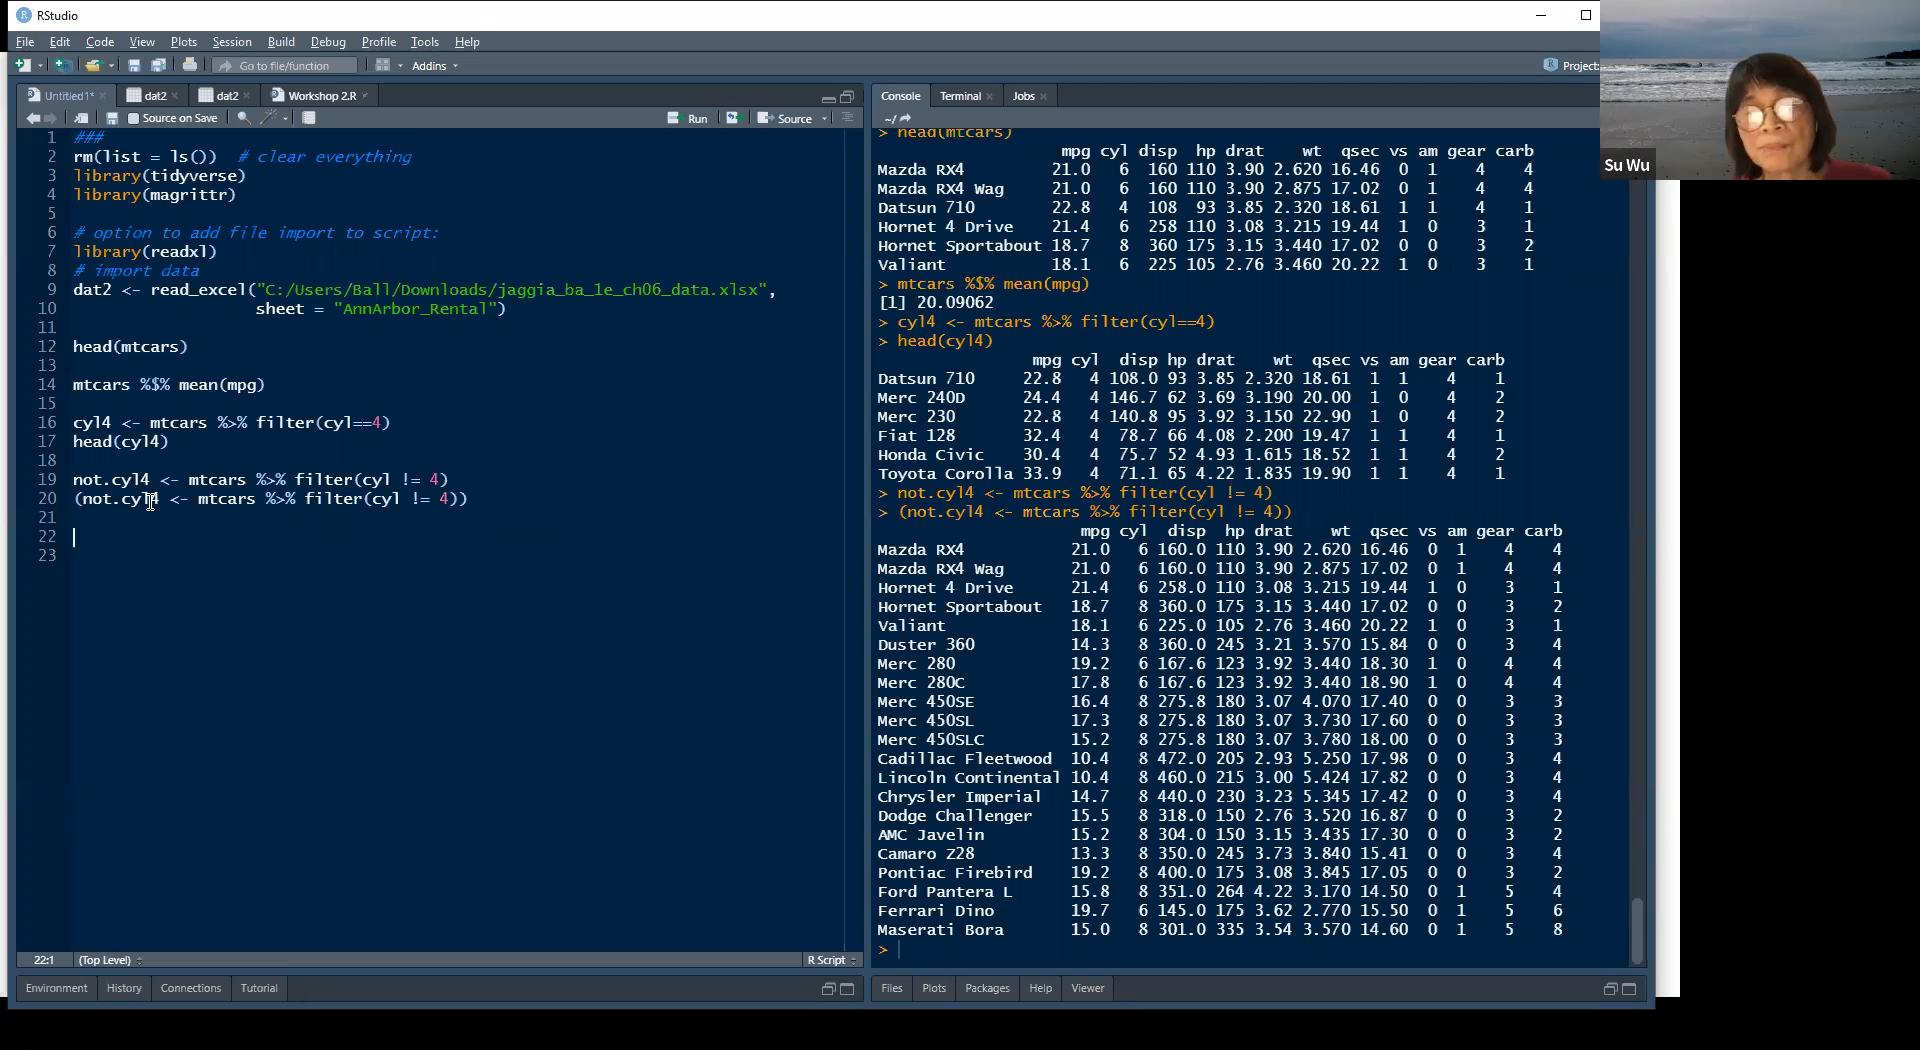 RStudio
File Edit Code View Plots Session Build Debug Profile Tools Help
Go to file/function Addins Project:
Untitled1* dat2 dat2 Workshop 2.R
Source on Save Run Source
1 ###
2 rm(list = ls())  # clear everything
3 library(tidyverse)
4 library(magrittr)
5
6 # option to add file import to script:
7 library(readxl)
8 # import data
9 dat2 <- read_excel("C:/Users/Ball/Downloads/jaggia_ba_1e_ch06_data.xlsx",
10 sheet = "AnnArbor_Rental")
11
12 head(mtcars)
13
14 mtcars %$% mean(mpg)
15
16 cyl4 <- mtcars %>% filter(cyl==4)
17 head(cyl4)
18
19 not.cyl4 <- mtcars %>% filter(cyl != 4)
20 (not.cyl4 <- mtcars %>% filter(cyl != 4))
21
22
23
22:1 (Top Level) R Script
Environment History Connections Tutorial
Console Terminal Jobs
~/
> head(mtcars)
mpg cyl disp hp drat wt qsec vs am gear carb
Mazda RX4 21.0 6 160 110 3.90 2.620 16.46 0 1 4 4
Mazda RX4 Wag 21.0 6 160 110 3.90 2.875 17.02 0 1 4 4
Datsun 710 22.8 4 108 93 3.85 2.320 18.61 1 1 4 1
Hornet 4 Drive 21.4 6 258 110 3.08 3.215 19.44 1 0 3 1
Hornet Sportabout 18.7 8 360 175 3.15 3.440 17.02 0 0 3 2
Valiant 18.1 6 225 105 2.76 3.460 20.22 1 0 3 1
> mtcars %$% mean(mpg)
[1] 20.09062
> cyl4 <- mtcars %>% filter(cyl==4)
> head(cyl4)
mpg cyl disp hp drat wt qsec vs am gear carb
Datsun 710 22.8 4 108.0 93 3.85 2.320 18.61 1 1 4 1
Merc 240D 24.4 4 146.7 62 3.69 3.190 20.00 1 0 4 2
Merc 230 22.8 4 140.8 95 3.92 3.150 22.90 1 0 4 2
Fiat 128 32.4 4 78.7 66 4.08 2.200 19.47 1 1 4 1
Honda Civic 30.4 4 75.7 52 4.93 1.615 18.52 1 1 4 2
Toyota Corolla 33.9 4 71.1 65 4.22 1.835 19.90 1 1 4 1
> not.cyl4 <- mtcars %>% filter(cyl != 4)
> (not.cyl4 <- mtcars %>% filter(cyl != 4))
mpg cyl disp hp drat wt qsec vs am gear carb
Mazda RX4 21.0 6 160.0 110 3.90 2.620 16.46 0 1 4 4
Mazda RX4 Wag 21.0 6 160.0 110 3.90 2.875 17.02 0 1 4 4
Hornet 4 Drive 21.4 6 258.0 110 3.08 3.215 19.44 1 0 3 1
Hornet Sportabout 18.7 8 360.0 175 3.15 3.440 17.02 0 0 3 2
Valiant 18.1 6 225.0 105 2.76 3.460 20.22 1 0 3 1
Duster 360 14.3 8 360.0 245 3.21 3.570 15.84 0 0 3 4
Merc 280 19.2 6 167.6 123 3.92 3.440 18.30 1 0 4 4
Merc 280C 17.8 6 167.6 123 3.92 3.440 18.90 1 0 4 4
Merc 450SE 16.4 8 275.8 180 3.07 4.070 17.40 0 0 3 3
Merc 450SL 17.3 8 275.8 180 3.07 3.730 17.60 0 0 3 3
Merc 450SLC 15.2 8 275.8 180 3.07 3.780 18.00 0 0 3 3
Cadillac Fleetwood 10.4 8 472.0 205 2.93 5.250 17.98 0 0 3 4
Lincoln Continental 10.4 8 460.0 215 3.00 5.424 17.82 0 0 3 4
Chrysler Imperial 14.7 8 440.0 230 3.23 5.345 17.42 0 0 3 4
Dodge Challenger 15.5 8 318.0 150 2.76 3.520 16.87 0 0 3 2
AMC Javelin 15.2 8 304.0 150 3.15 3.435 17.30 0 0 3 2
Camaro Z28 13.3 8 350.0 245 3.73 3.840 15.41 0 0 3 4
Pontiac Firebird 19.2 8 400.0 175 3.08 3.845 17.05 0 0 3 2
Ford Pantera L 15.8 8 351.0 264 4.22 3.170 14.50 0 1 5 4
Ferrari Dino 19.7 6 145.0 175 3.62 2.770 15.50 0 1 5 6
Maserati Bora 15.0 8 301.0 335 3.54 3.570 14.60 0 1 5 8
>
Files Plots Packages Help Viewer
Su Wu